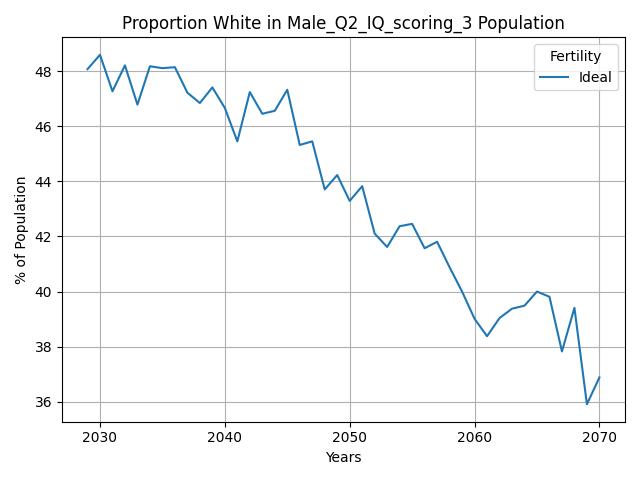 Proportion White in Male_Q2_IQ_scoring_3 Population
Fertility
Ideal
% of Population
48
46
44
42
40
38
36
2030 2040 2050 2060 2070
Years